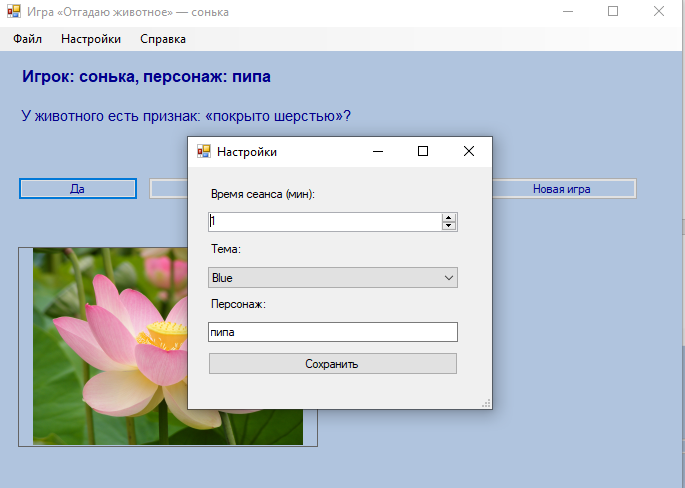 Игра «Отгадаю животное» — сонька
Файл Настройки Справка
Игрок: сонька, персонаж: пипа
У животного есть признак: «покрыто шерстью»?
Да
Новая игра
Настройки
Время сеанса (мин):
1
Тема:
Blue
Персонаж:
пипа
Сохранить